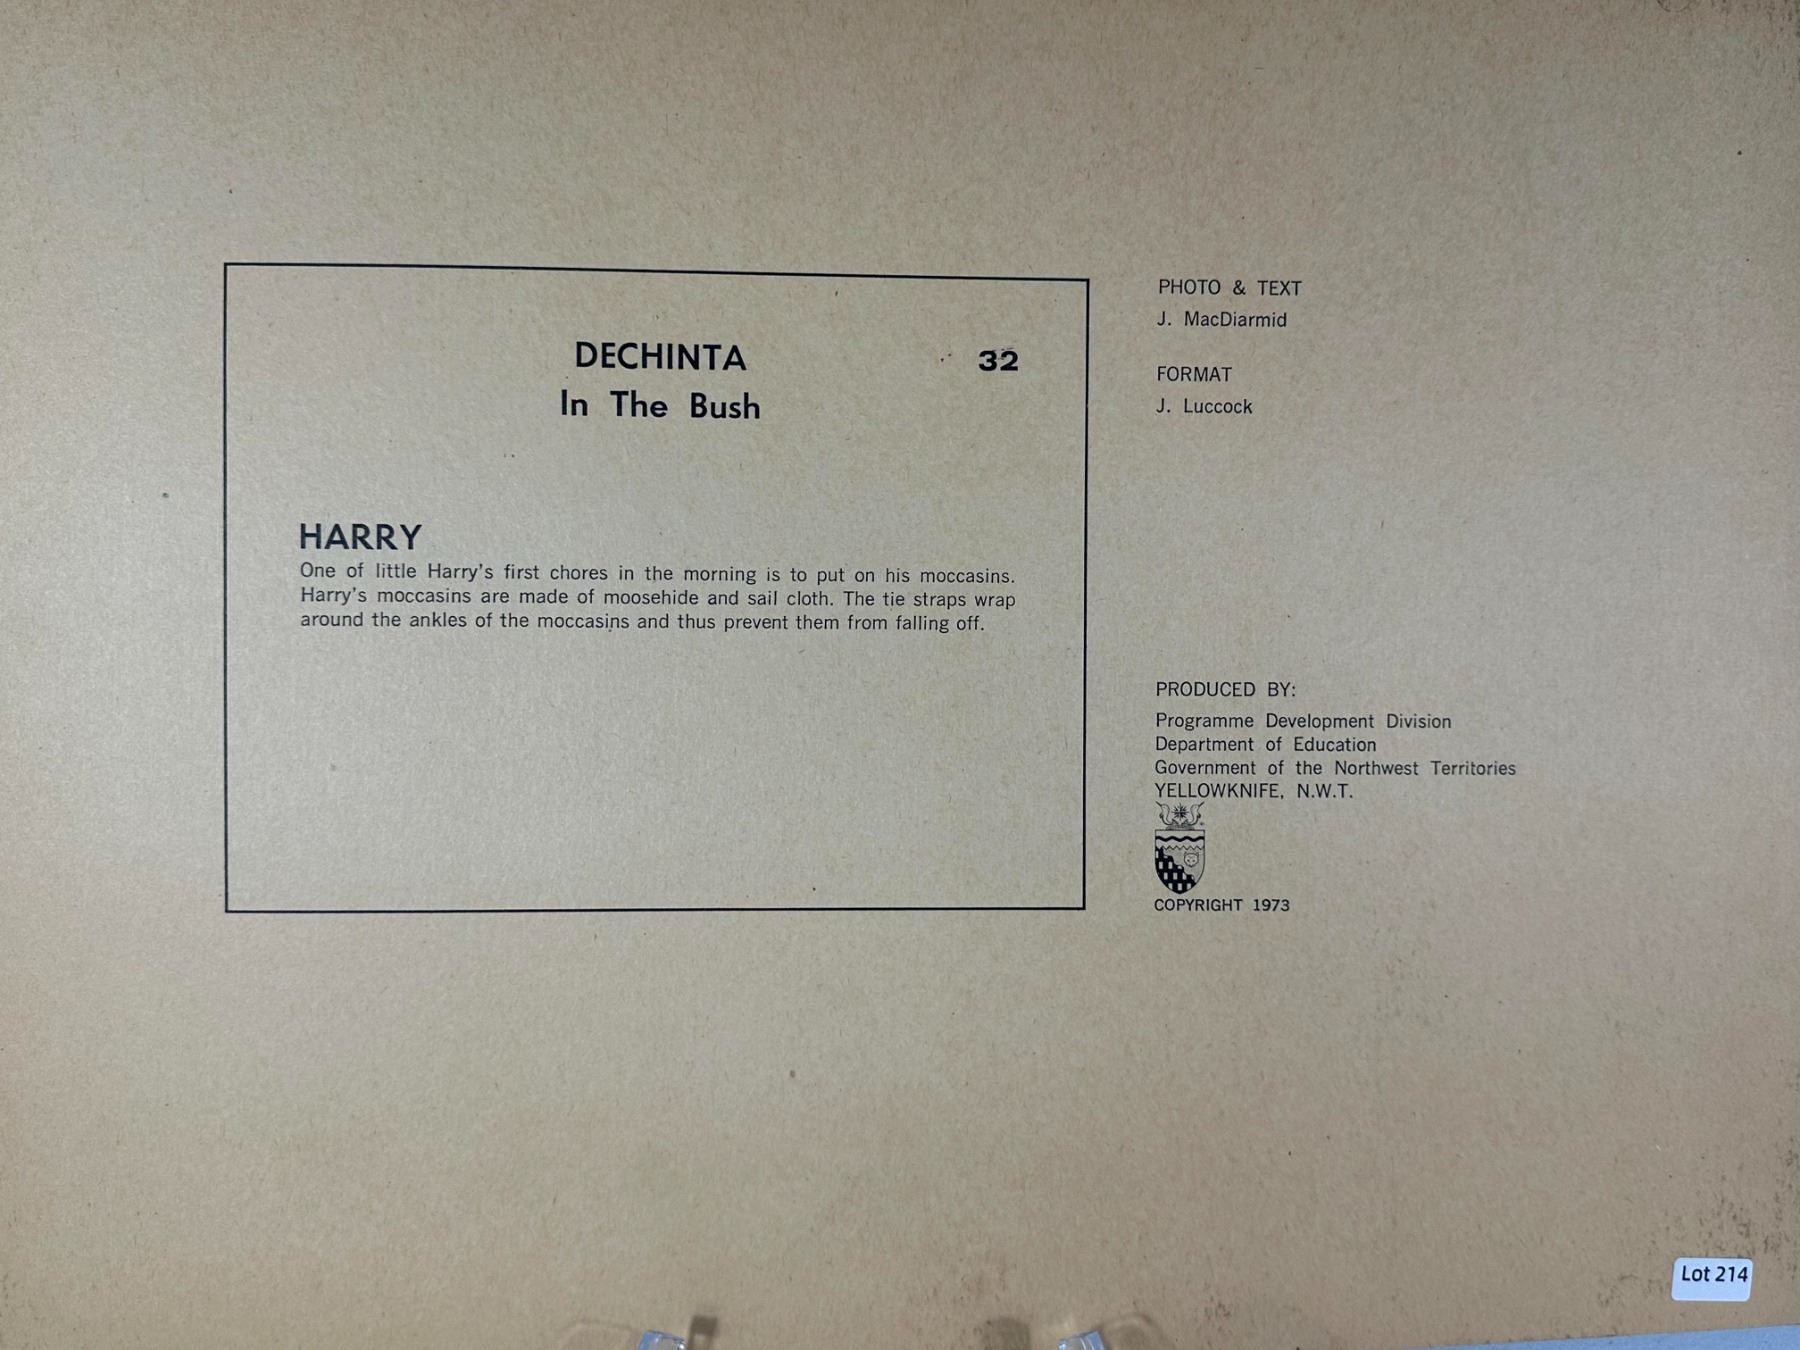 DECHINTA
In The Bush
32
HARRY
One of little Harry's first chores in the morning is to put on his moccasins.
Harry's moccasins are made of moosehide and sail cloth. The tie straps wrap
around the ankles of the moccasins and thus prevent them from falling off.
PHOTO & TEXT
J. MacDiarmid
FORMAT
J. Luccock
PRODUCED BY:
Programme Development Division
Department of Education
Government of the Northwest Territories
YELLOWKNIFE, N.W.T.
COPYRIGHT 1973
Lot 214